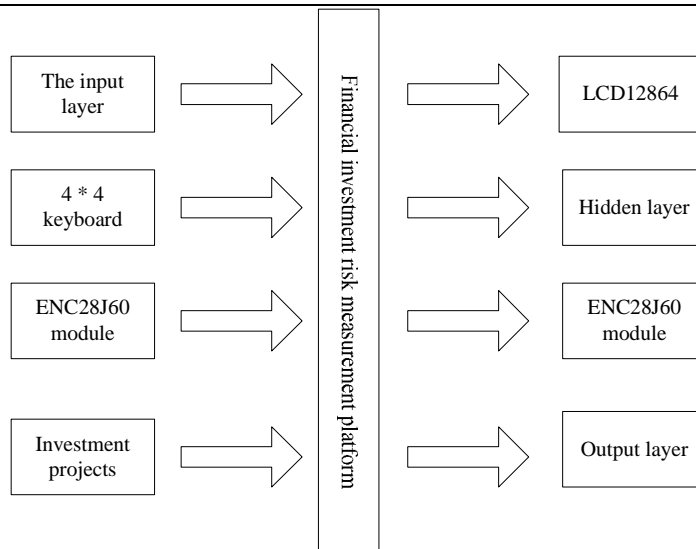 The input
layer
4 * 4
keyboard
ENC28J60
module
Investment
projects
Financial investment risk measurement platform
LCD12864
Hidden layer
ENC28J60
module
Output layer